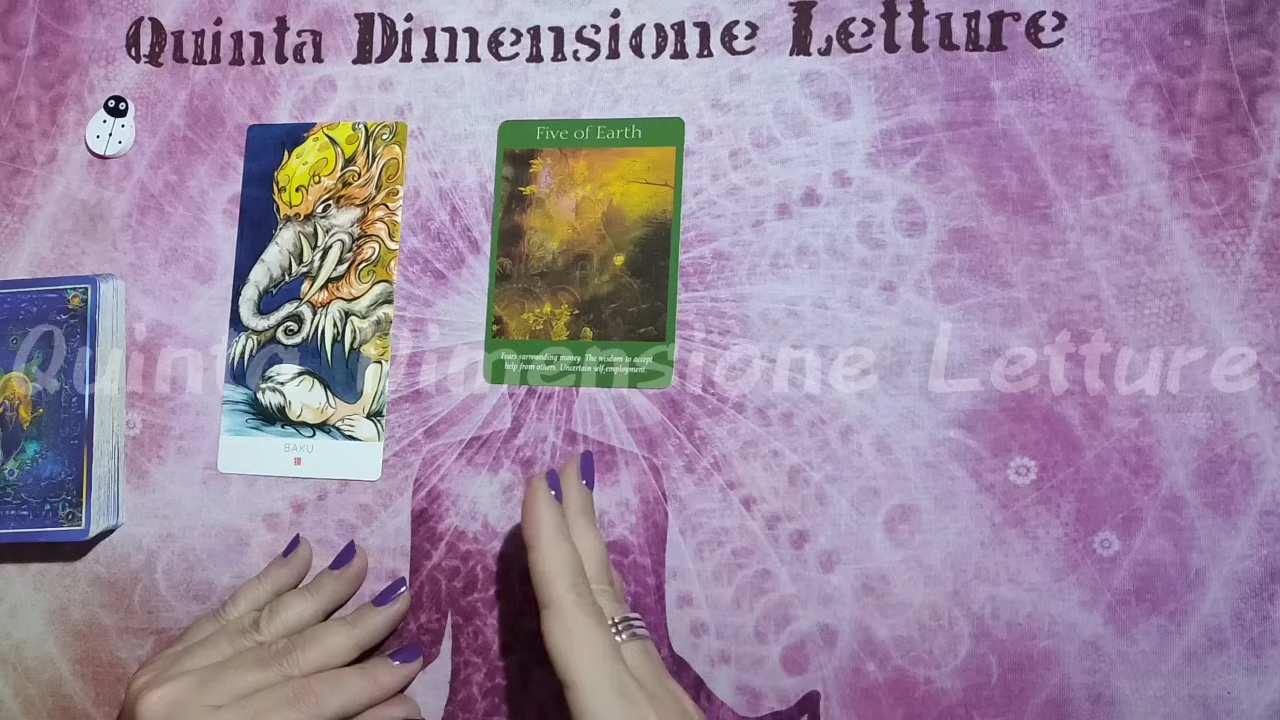 Quinta Dimensione Letture
Five of Earth
Fears surrounding money. The wisdom to accept
help from others. Uncertain self-employment.
Quinta Dimensione Letture
BAKU
獏